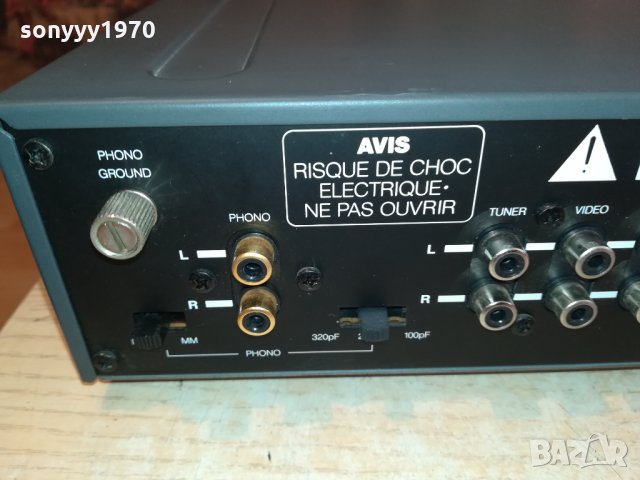 sonyyy1970
PHONO
GROUND
AVIS
RISQUE DE CHOC
ELECTRIQUE·
NE PAS OUVRIR
!
PHONO
TUNER
VIDEO
L
L
R
R
MM
320pF
100pF
PHONO
BAZAR